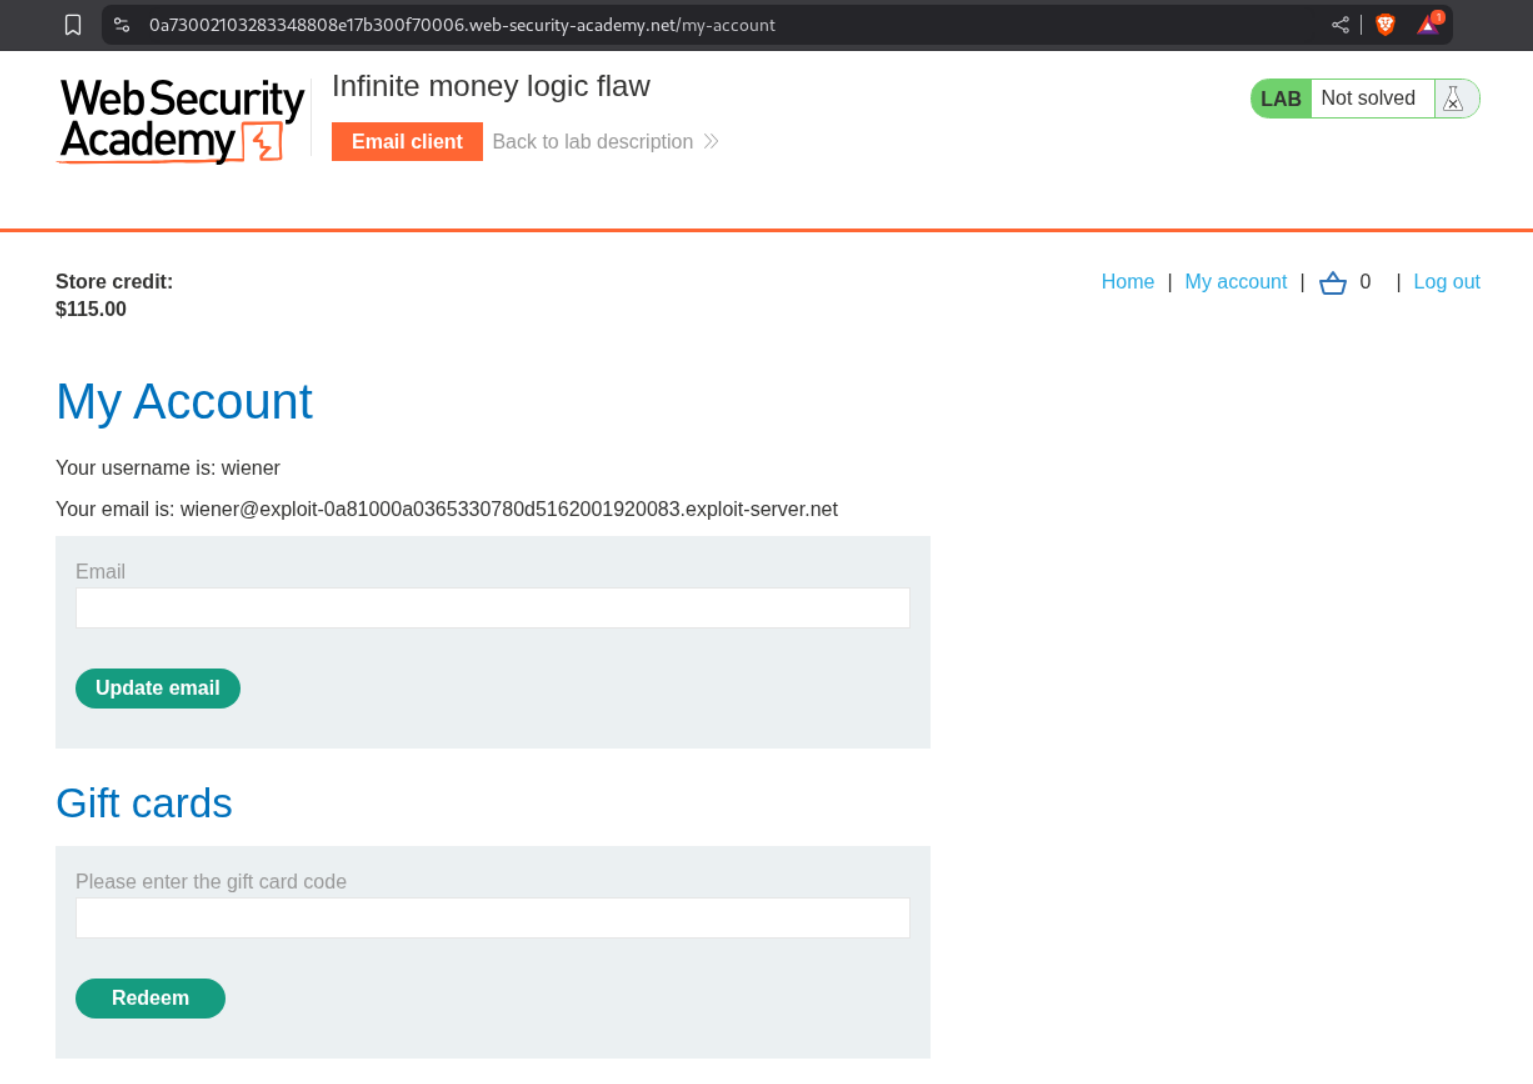 0a73002103283348808e17b300f70006.web-security-academy.net/my-account
1
Web Security
Academy
Infinite money logic flaw
Email client
Back to lab description
LAB
Not solved
Store credit:
$115.00
Home | My account | 0 | Log out
My Account
Your username is: wiener
Your email is: wiener@exploit-0a81000a0365330780d5162001920083.exploit-server.net
Email
Update email
Gift cards
Please enter the gift card code
Redeem